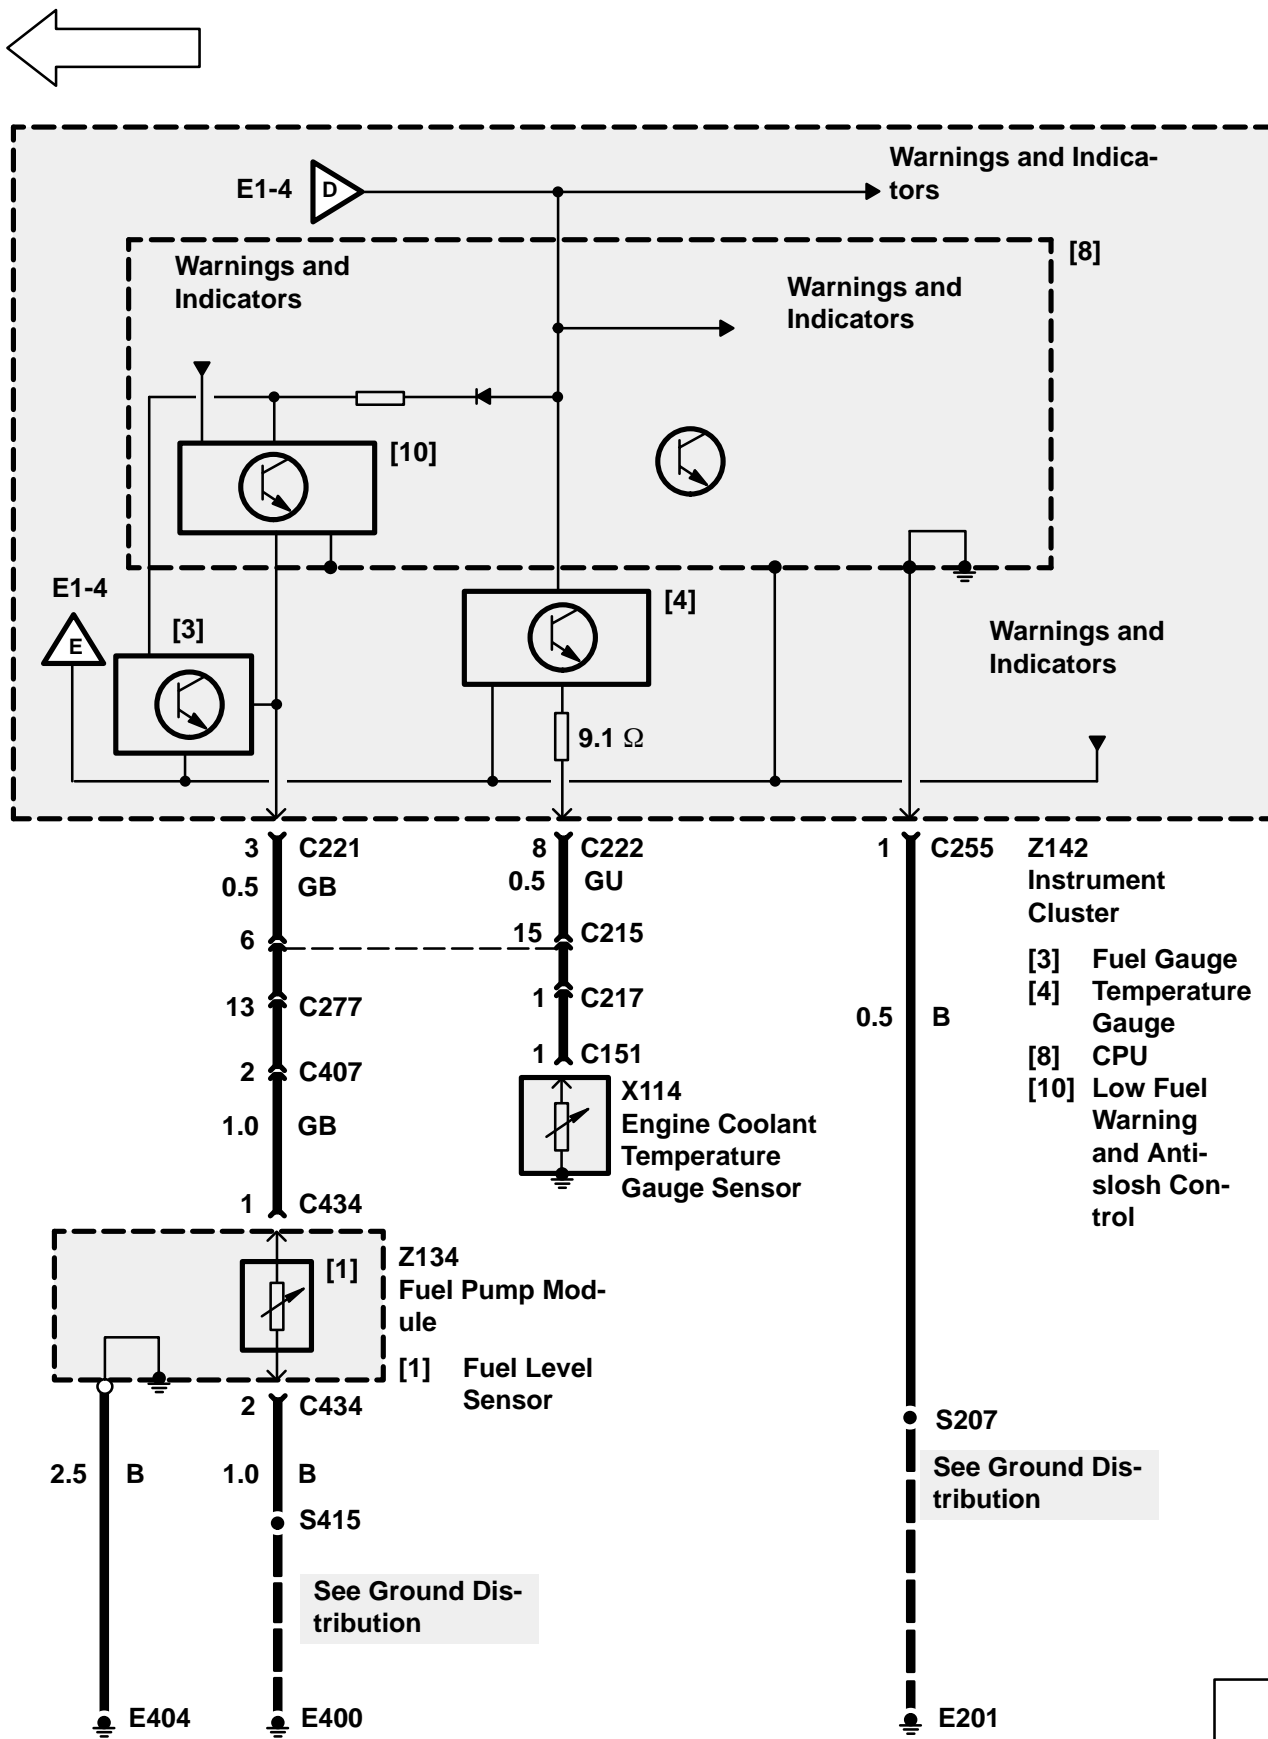 Warnings and Indica-
tors
E1-4
D
[8]
Warnings and
Indicators
Warnings and
Indicators
[10]
E1-4
E
[3]
[4]
Warnings and
Indicators
9.1 Ω
3 C221
0.5 GB
8 C222
0.5 GU
1 C255
Z142
Instrument
Cluster
[3] Fuel Gauge
[4] Temperature
Gauge
[8] CPU
[10] Low Fuel
Warning
and Anti-
slosh Con-
trol
6
15 C215
13 C277
1 C217
0.5 B
2 C407
1 C151
1.0 GB
X114
Engine Coolant
Temperature
Gauge Sensor
1 C434
[1]
Z134
Fuel Pump Mod-
ule
[1] Fuel Level
Sensor
2 C434
2.5 B
1.0 B
S207
See Ground Dis-
tribution
S415
See Ground Dis-
tribution
E404
E400
E201